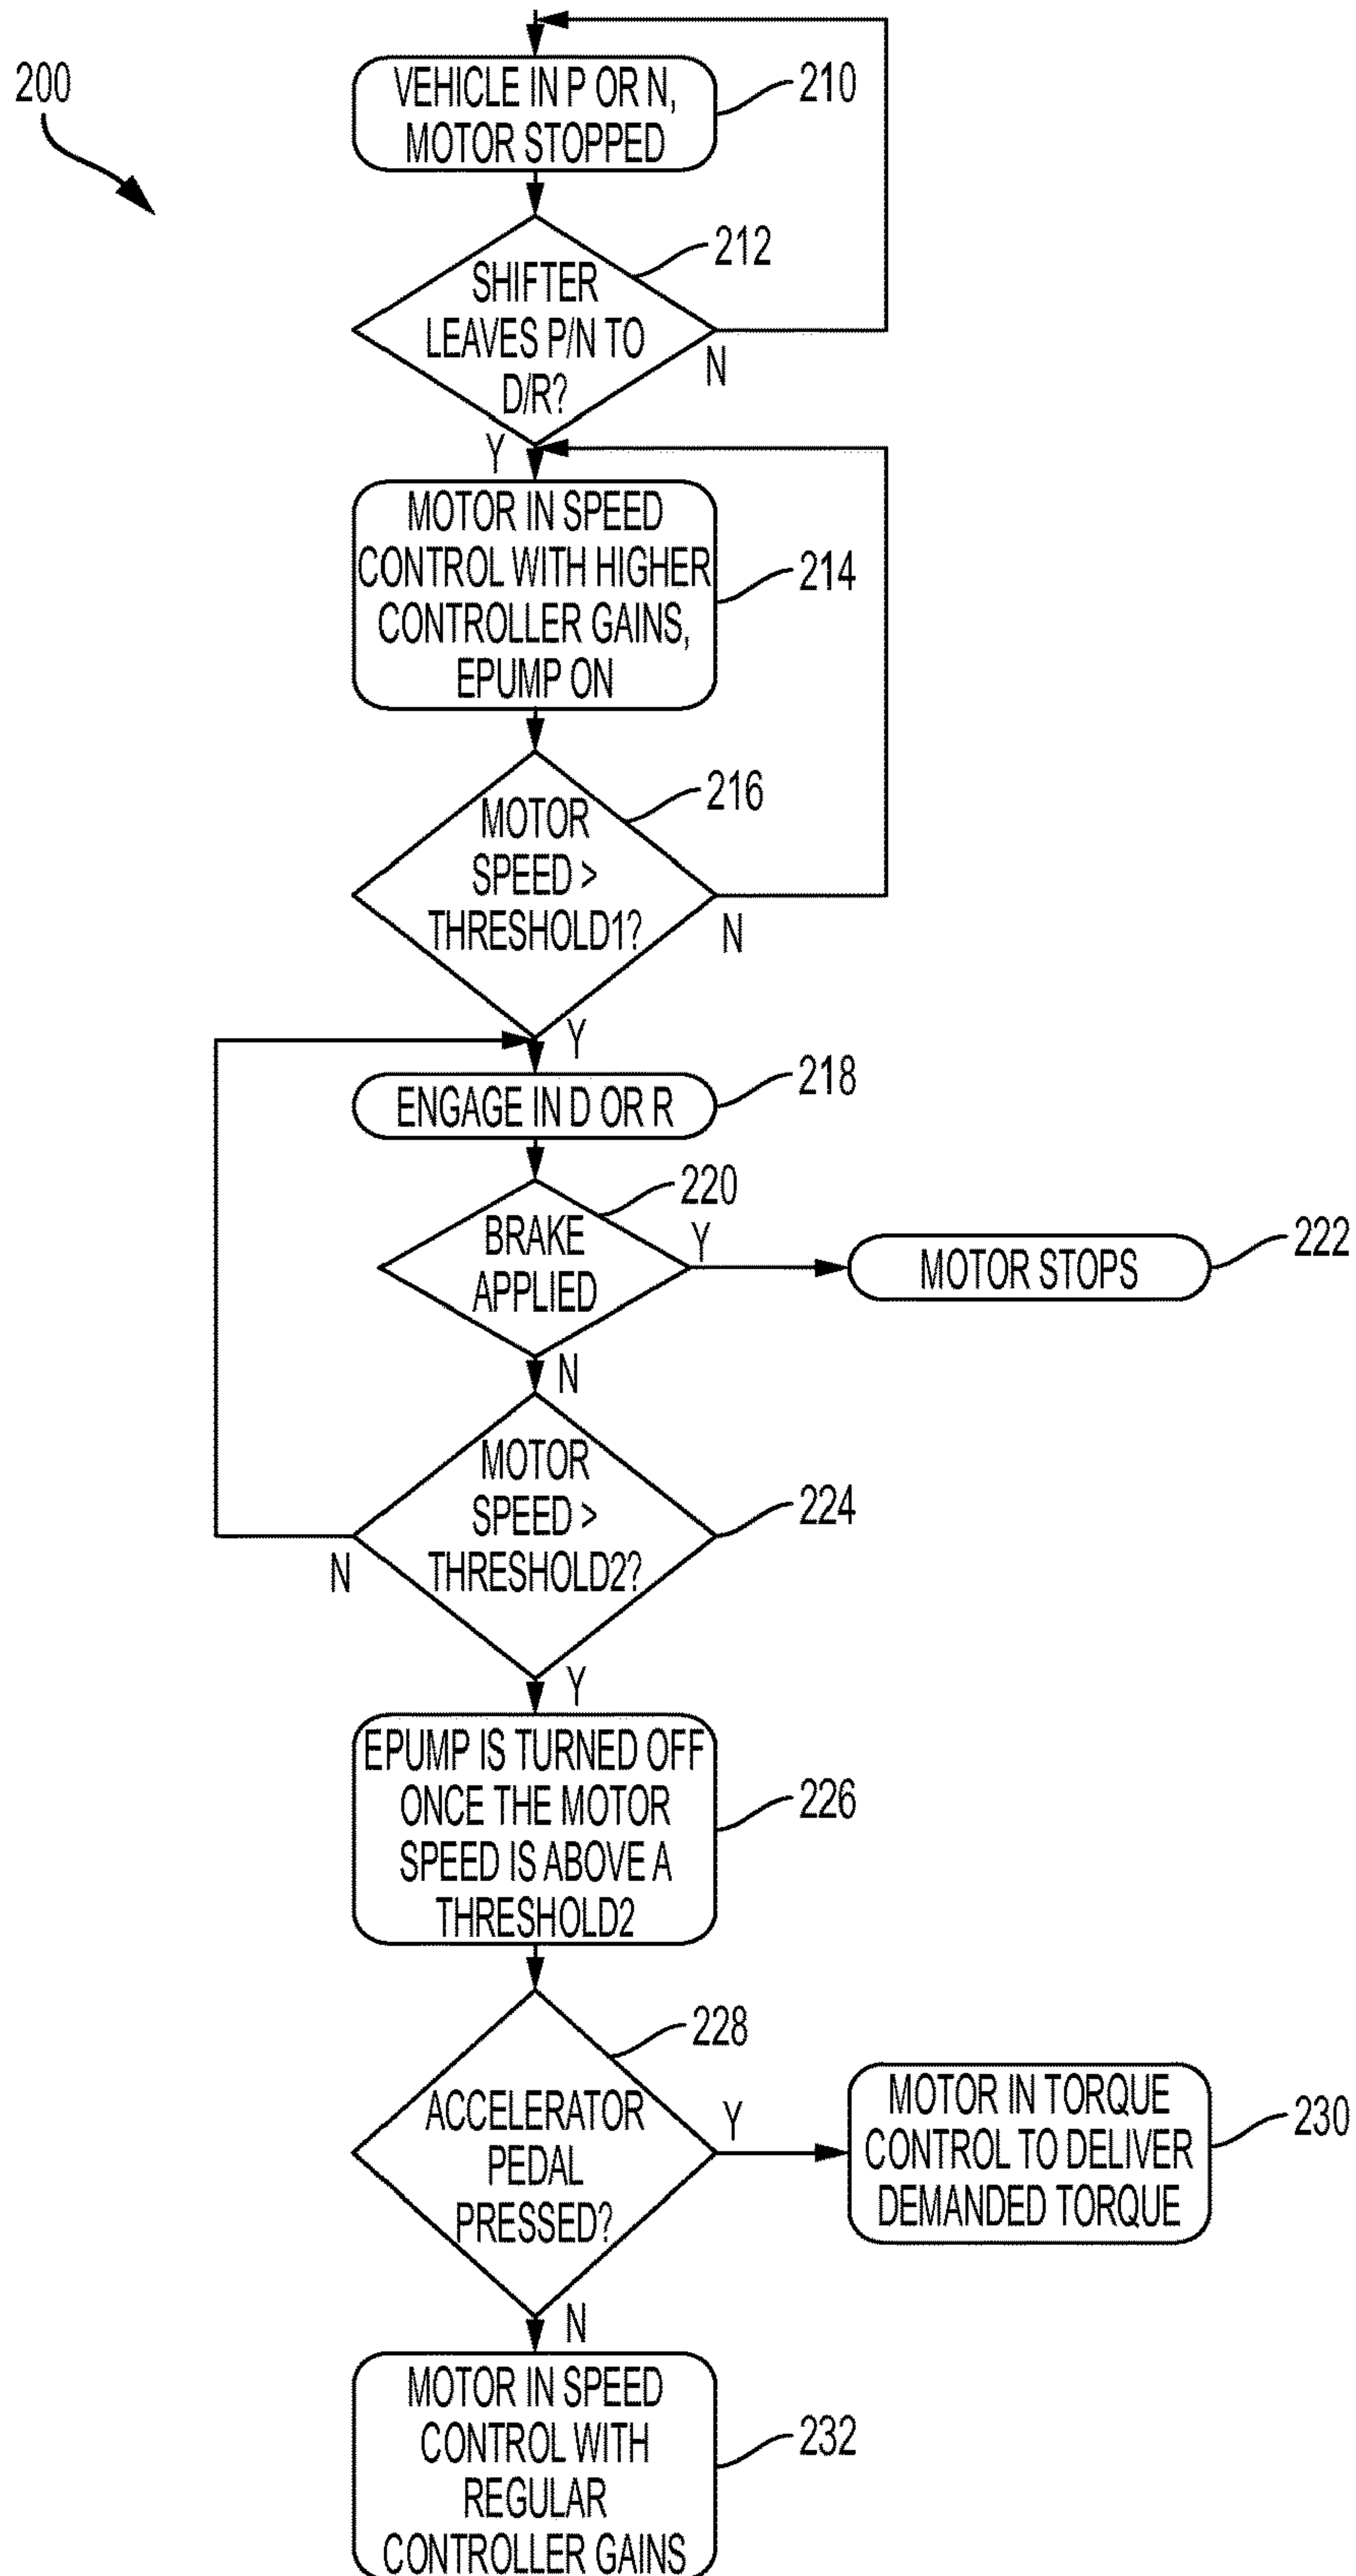 200
VEHICLE IN P OR N,
MOTOR STOPPED
210
212
SHIFTER
LEAVES P/N TO
D/R?
N
Y
MOTOR IN SPEED
CONTROL WITH HIGHER
CONTROLLER GAINS,
EPUMP ON
214
216
MOTOR
SPEED >
THRESHOLD1?
N
Y
ENGAGE IN D OR R
218
220
BRAKE
APPLIED
Y
MOTOR STOPS
222
N
MOTOR
SPEED >
THRESHOLD2?
224
N
Y
EPUMP IS TURNED OFF
ONCE THE MOTOR
SPEED IS ABOVE A
THRESHOLD2
226
228
ACCELERATOR
PEDAL
PRESSED?
Y
MOTOR IN TORQUE
CONTROL TO DELIVER
DEMANDED TORQUE
230
N
MOTOR IN SPEED
CONTROL WITH
REGULAR
CONTROLLER GAINS
232